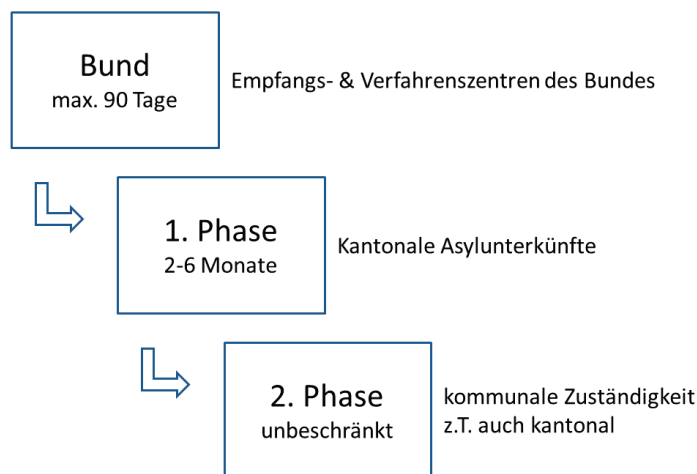 Bund
max. 90 Tage
Empfangs- & Verfahrenszentren des Bundes
1. Phase
2-6 Monate
Kantonale Asylunterkünfte
2. Phase
unbeschränkt
kommunale Zuständigkeit
z.T. auch kantonal